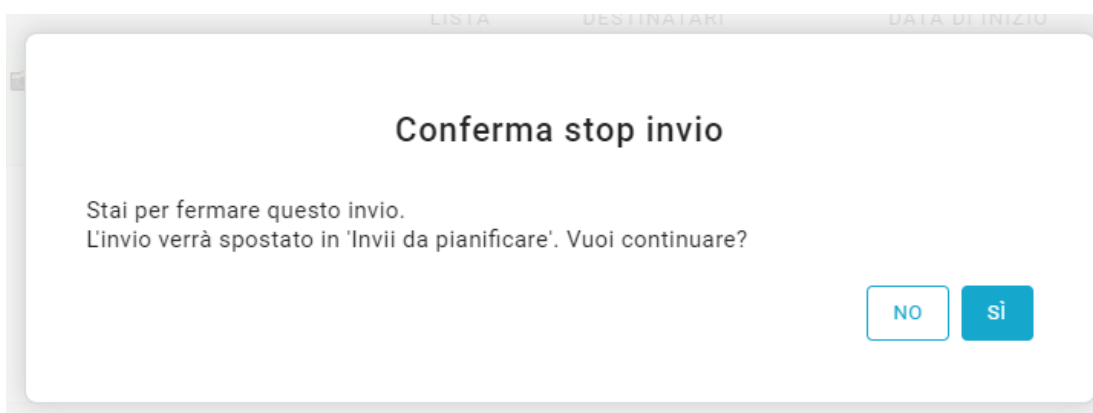 LISTA DESTINATARI DATA DI INIZIO
Conferma stop invio
Stai per fermare questo invio.
L'invio verrà spostato in 'Invii da pianificare'. Vuoi continuare?
NO SÌ